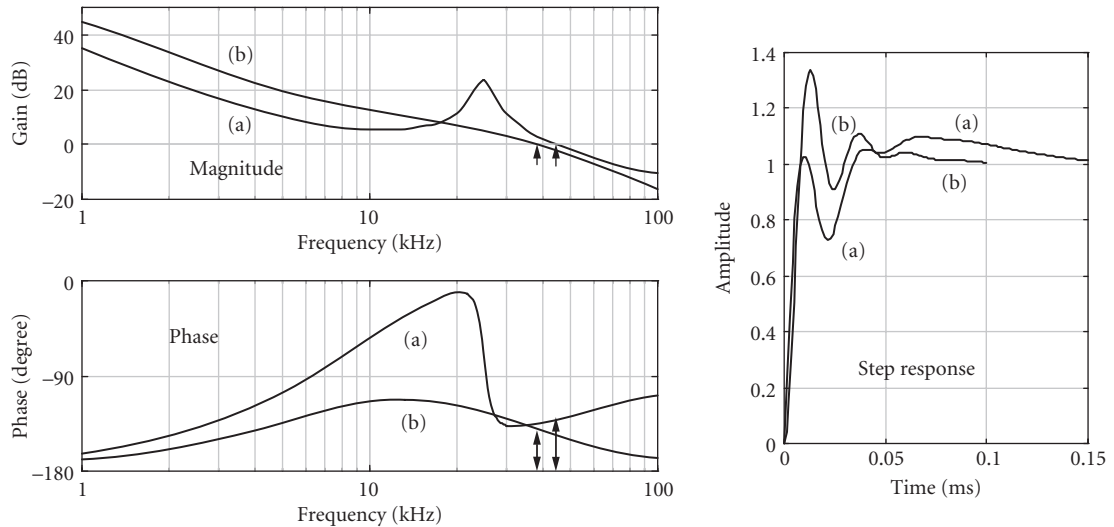 40
20
0
−20
Gain (dB)
(b)
(a)
Magnitude
1
10
100
Frequency (kHz)
0
−90
−180
Phase (degree)
Phase
(a)
(b)
1
10
100
Frequency (kHz)
1.4
1.2
1
0.8
0.6
0.4
0.2
0
Amplitude
(b)
(a)
(b)
(a)
Step response
0
0.05
0.1
0.15
Time (ms)